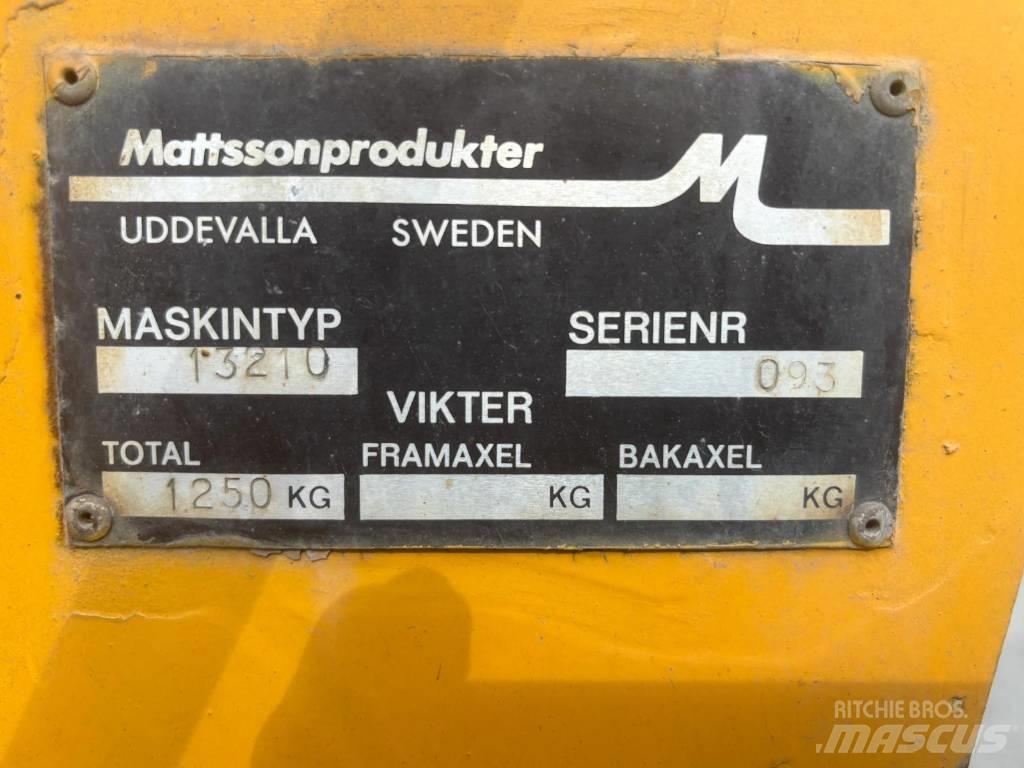 Mattssonprodukter M
UDDEVALLA SWEDEN
MASKINTYP SERIENR
13210 093
VIKTER
TOTAL FRAMAXEL BAKAXEL
1250 KG KG KG
RITCHIE BROS.
MASCUS